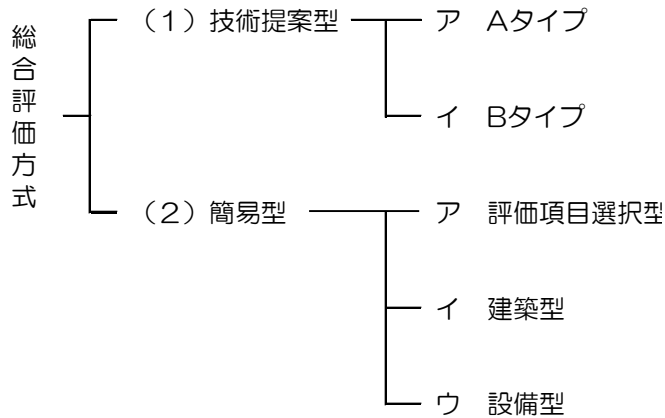 総合評価方式
（１）技術提案型
ア　Aタイプ
イ　Bタイプ
（２）簡易型
ア　評価項目選択型
イ　建築型
ウ　設備型